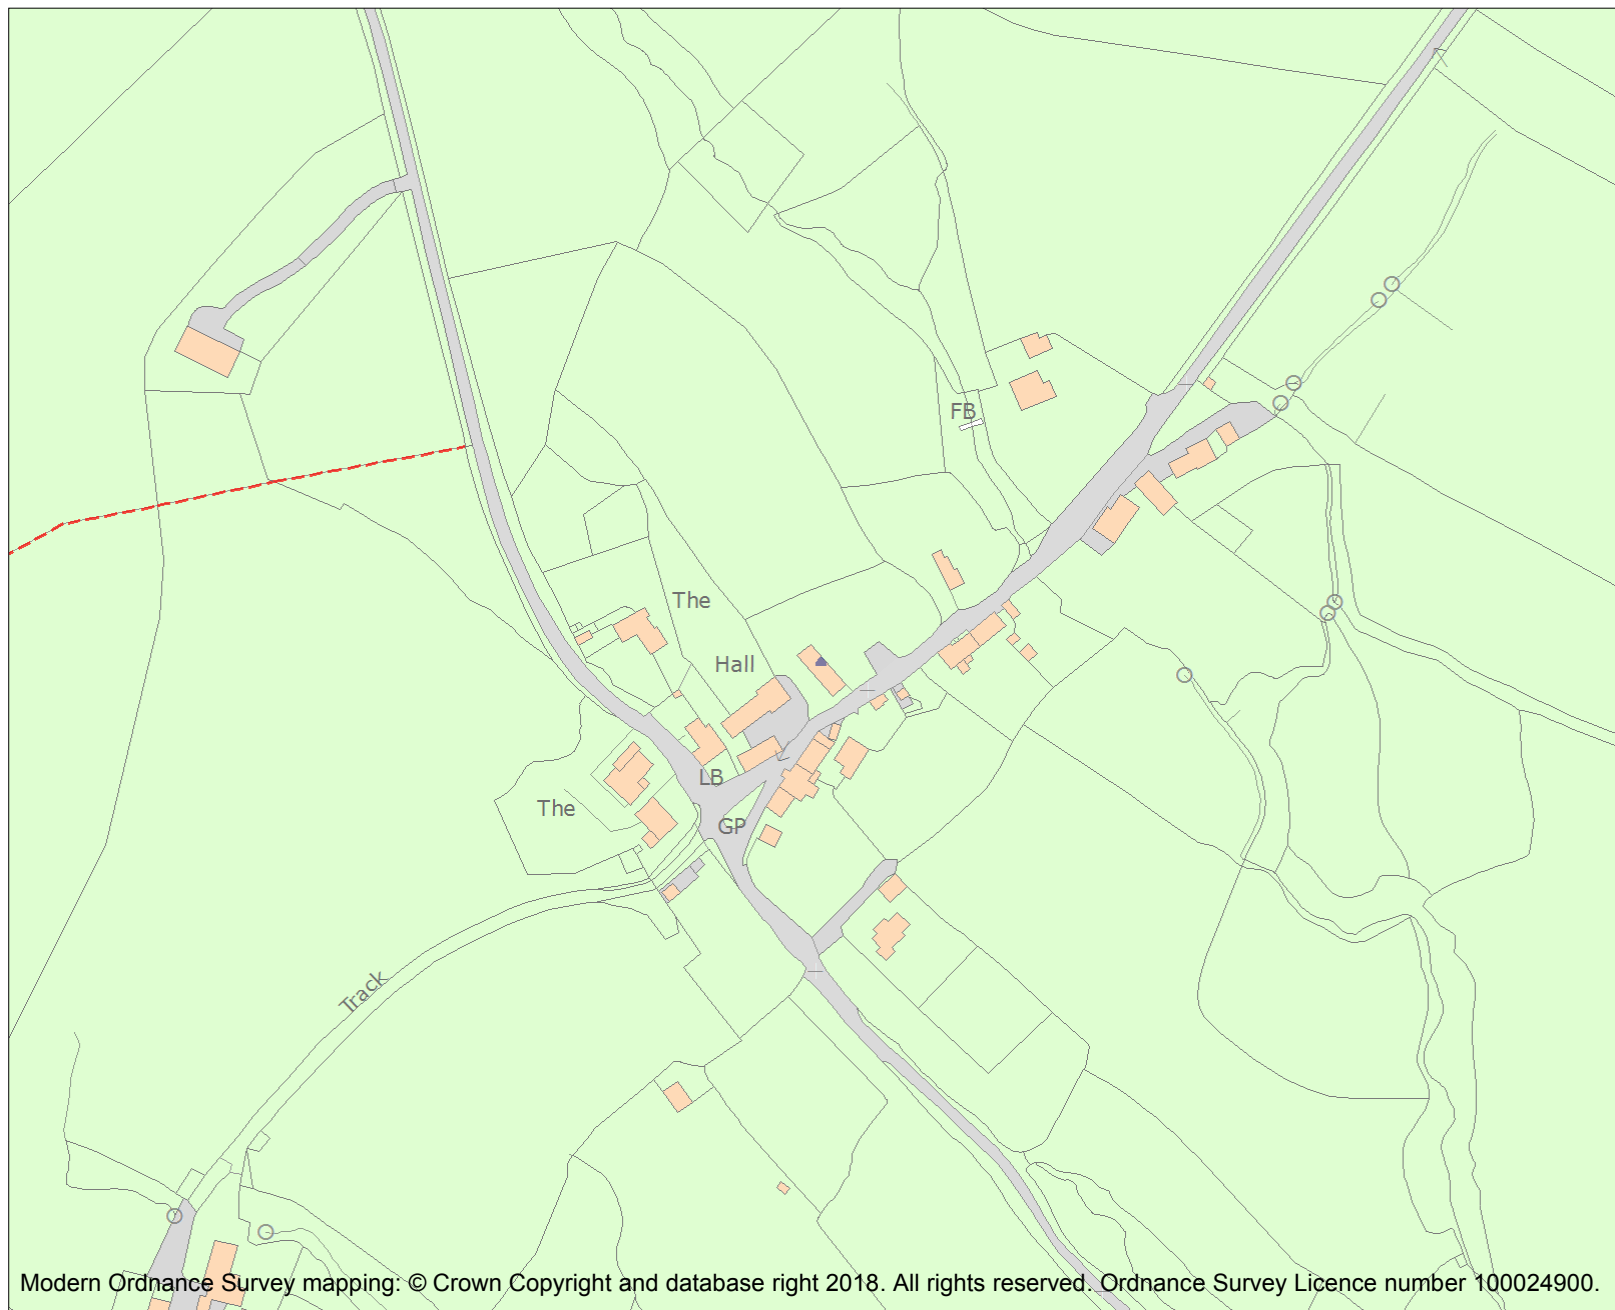 FB
The
Hall
LB
The
GP
Track
Modern Ordnance Survey mapping: © Crown Copyright and database right 2018. All rights reserved. Ordnance Survey Licence number 100024900.